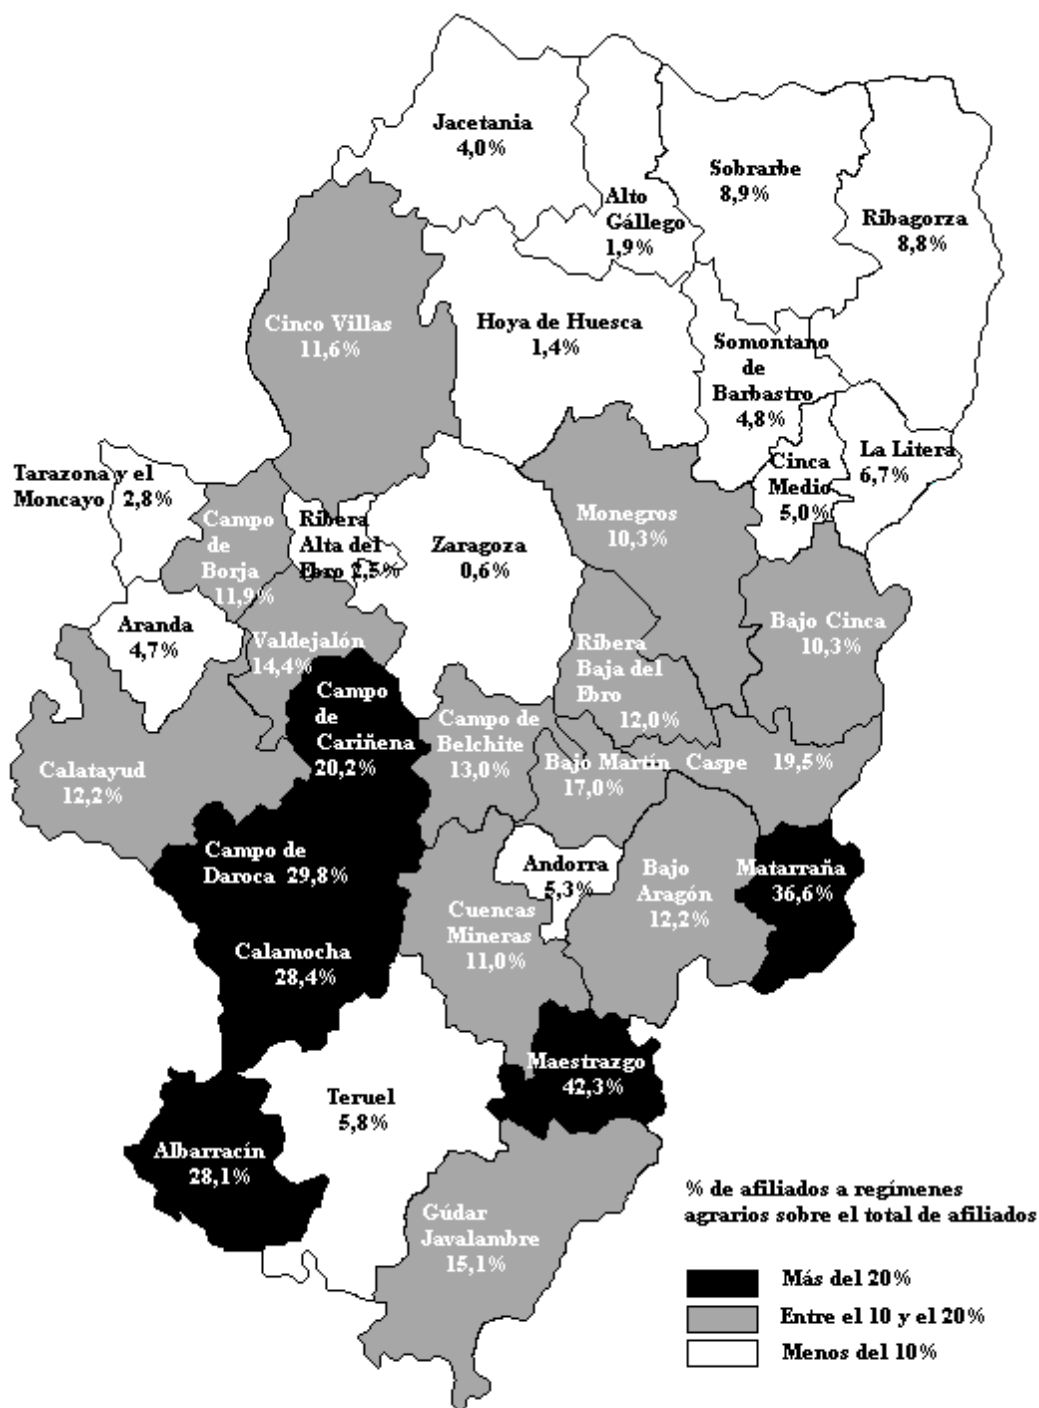 Jacetania
4,0%
Alto
Gállego
1,9%
Sobrarbe
8,9%
Ribagorza
8,8%
Cinco Villas
11,6%
Hoya de Huesca
1,4%
Somontano
de
Barbastro
4,8%
La Litera
6,7%
Cinca
Medio
5,0%
Tarazona y el
Moncayo 2,8%
Campo
de
Borja
11,9%
Ribera
Alta del
Ebro 2,5%
Zaragoza
0,6%
Monegros
10,3%
Aranda
4,7%
Valdejalón
14,4%
Ribera
Baja del
Ebro
12,0%
Bajo Cinca
10,3%
Campo
de
Cariñena
20,2%
Campo de
Belchite
13,0%
Bajo Martín
17,0%
Caspe 19,5%
Calatayud
12,2%
Campo de
Daroca 29,8%
Andorra
5,3%
Bajo
Aragón
12,2%
Matarraña
36,6%
Cuencas
Mineras
11,0%
Calamocha
28,4%
Maestrazgo
42,3%
Teruel
5,8%
Albarracín
28,1%
Gúdar
Javalambre
15,1%
% de afiliados a regímenes
agrarios sobre el total de afiliados
Más del 20%
Entre el 10 y el 20%
Menos del 10%